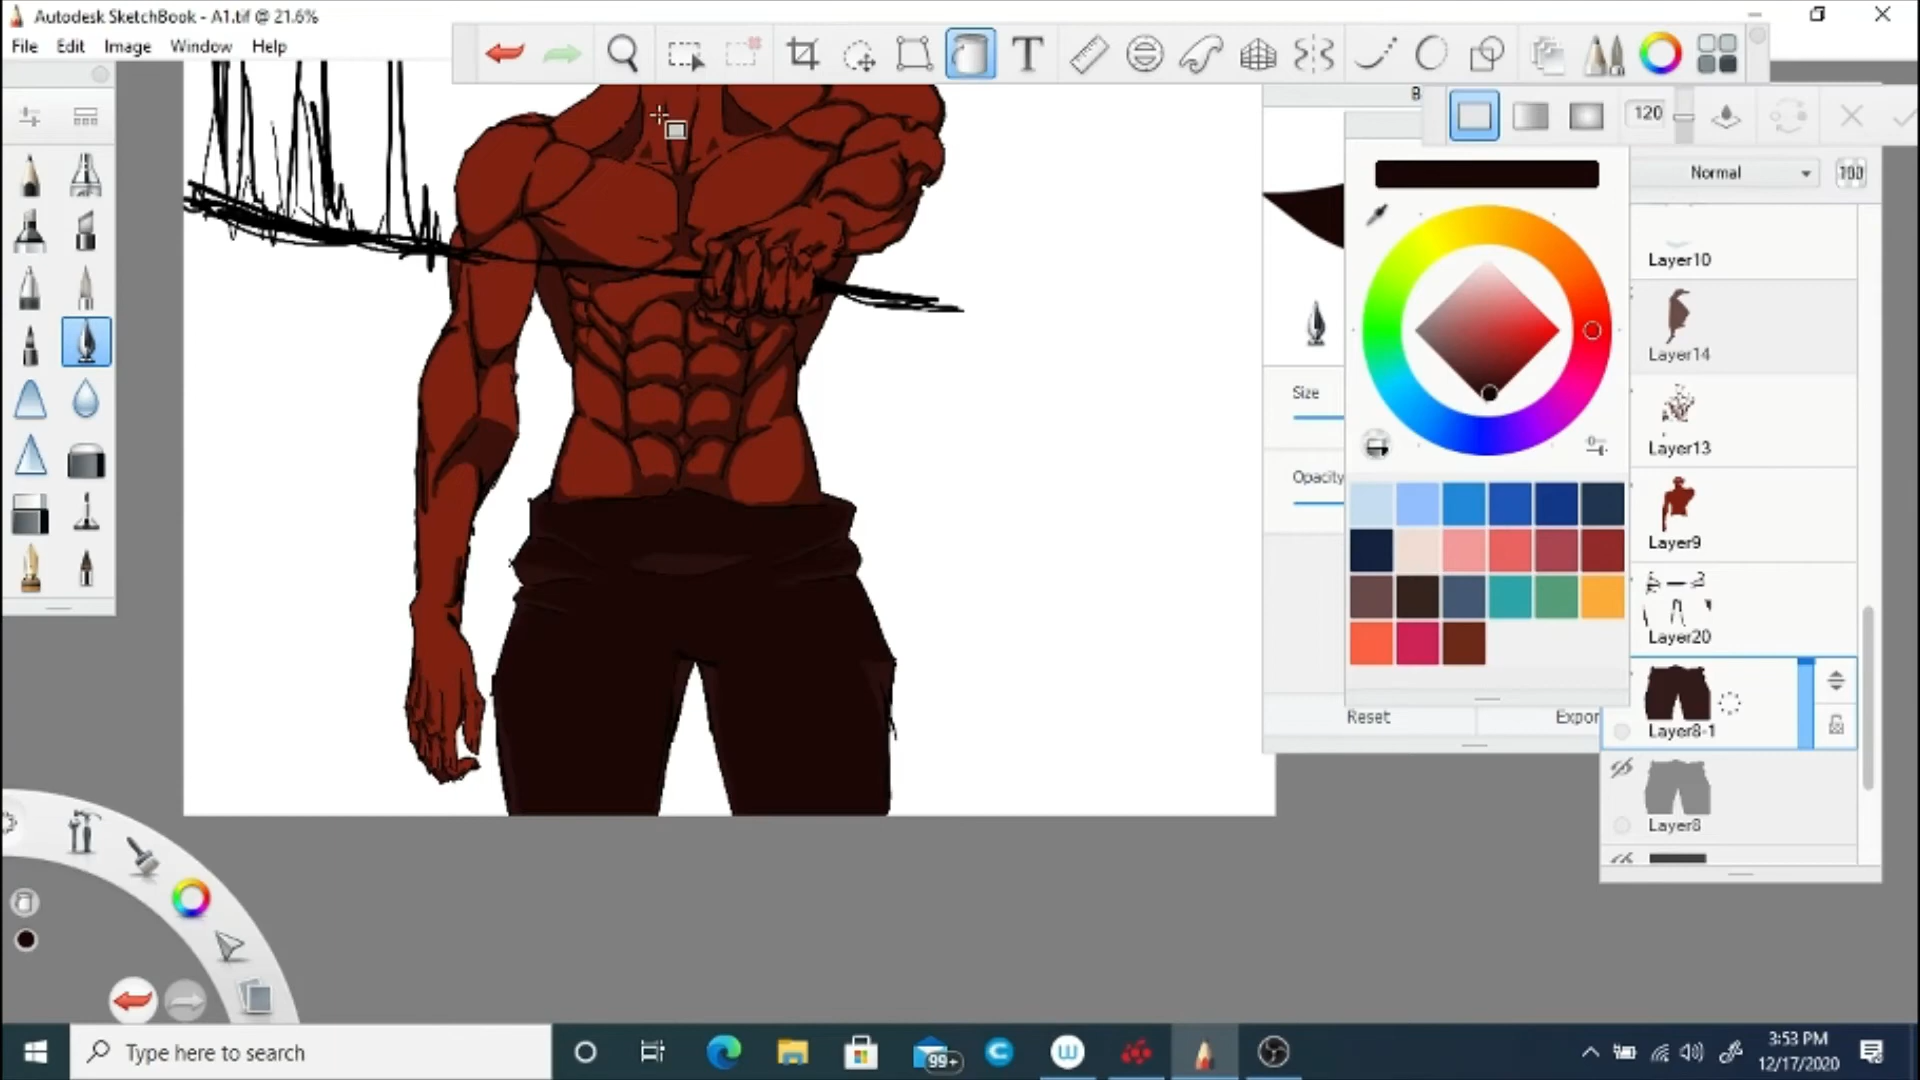 Autodesk SketchBook - A1.tif @ 21.6%
File Edit Image Window Help
T
B
120
Normal
100
Layer10
Layer14
Size
Layer13
Opacity
Layer9
Layer20
Reset
Expor
Layer8-1
Layer8
Type here to search
99+
3:53 PM
12/17/2020